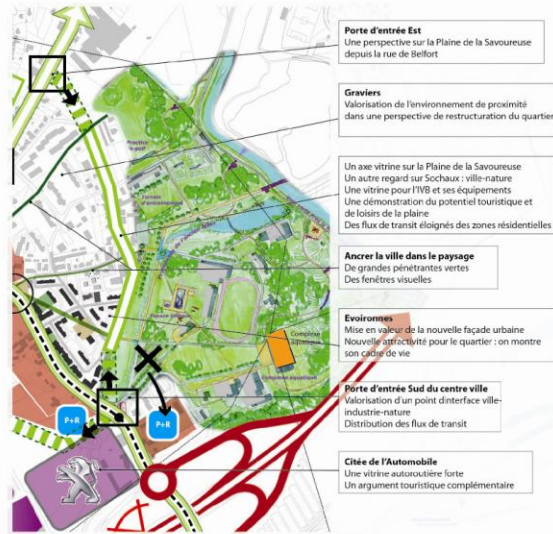 Porte d'entrée Est
Une perspective sur la Plaine de la Savoureuse
depuis la rue de Belfort
Graviers
Valorisation de l'environnement de proximité
dans une perspective de restructuration du quartier
Un axe vitrine sur la Plaine de la Savoureuse
Un autre regard sur Sochaux : ville-nature
Une vitrine pour l'IVB et ses équipements
Une démonstration du potentiel touristique et
de loisirs de la plaine
Des flux de transit éloignés des zones résidentielles
Ancrer la ville dans le paysage
De grandes pénétrantes vertes
Des fenêtres visuelles
Evoironnes
Mise en valeur de la nouvelle façade urbaine
Nouvelle attractivité pour le quartier : on montre
son cadre de vie
Porte d'entrée Sud du centre ville
Valorisation d'un point d'interface ville-
industrie-nature
Distribution des flux de transit
Citée de l'Automobile
Une vitrine autoroutière forte
Un argument touristique complémentaire
Practice
Complexe
aquatique
Complexe aquatique
P+R
P+R